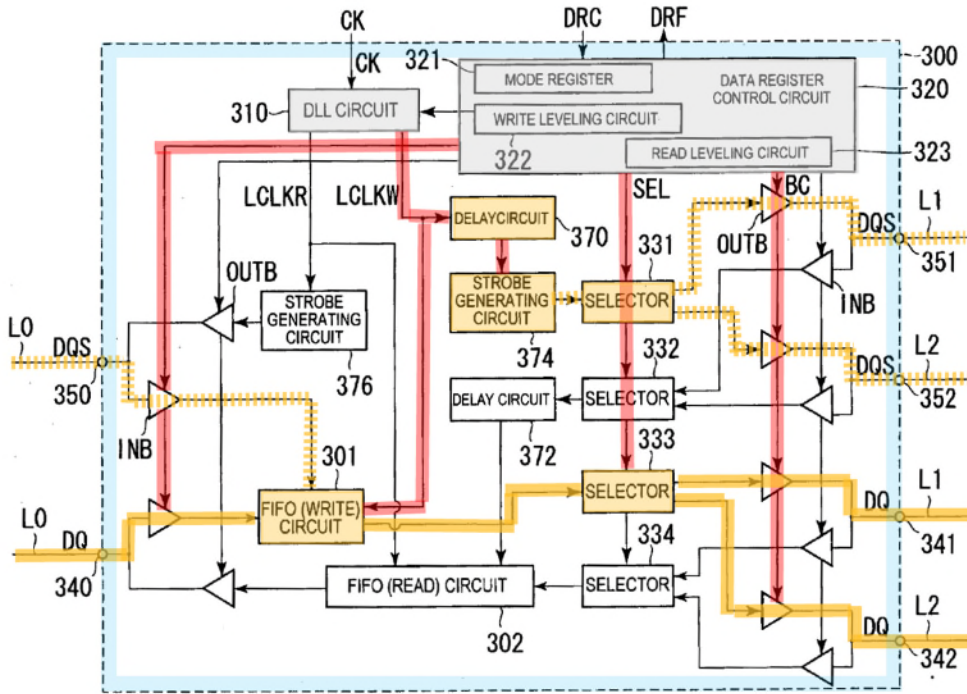 CK
DRC
DRF
CK
321
MODE REGISTER
300
310
DLL CIRCUIT
DATA REGISTER
CONTROL CIRCUIT
320
WRITE LEVELING CIRCUIT
322
READ LEVELING CIRCUIT
323
LCLKR
LCLKW
SEL
BC
L1
DELAYCIRCUIT
370
331
OUTB
DQS
351
OUTB
STROBE
GENERATING
CIRCUIT
STROBE
GENERATING
CIRCUIT
SELECTOR
INB
L0
DQS
376
374
332
L2
DQS
350
352
DELAY CIRCUIT
SELECTOR
INB
301
372
333
L1
L0
FIFO (WRITE)
CIRCUIT
SELECTOR
DQ
341
DQ
334
340
FIFO (READ) CIRCUIT
SELECTOR
L2
DQ
302
342